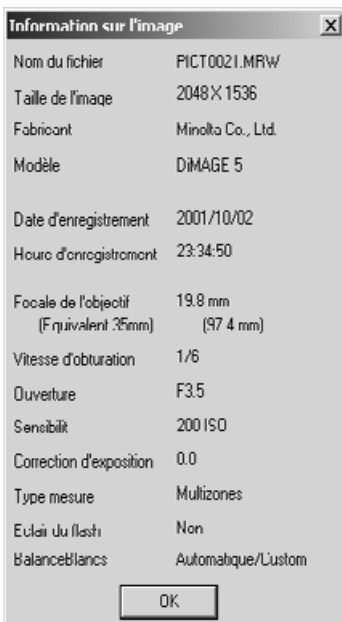 Information sur l'image
Nom du fichier PICT0021.MRW
Taille de l'image 2048 X 1536
Fabricant Minolta Co., Ltd.
Modèle DiMAGE 5
Date d'enregistrement 2001/10/02
Heure d'enregistrement 23:34:50
Focale de l'objectif 19.8 mm
(Equivalent 35mm) (97.4 mm)
Vitesse d'obturation 1/6
Ouverture F3.5
Sensibilit 200 ISO
Correction d'exposition 0.0
Type mesure Multizones
Eclair du flash Non
BalanceBlancs Automatique/Custom
OK